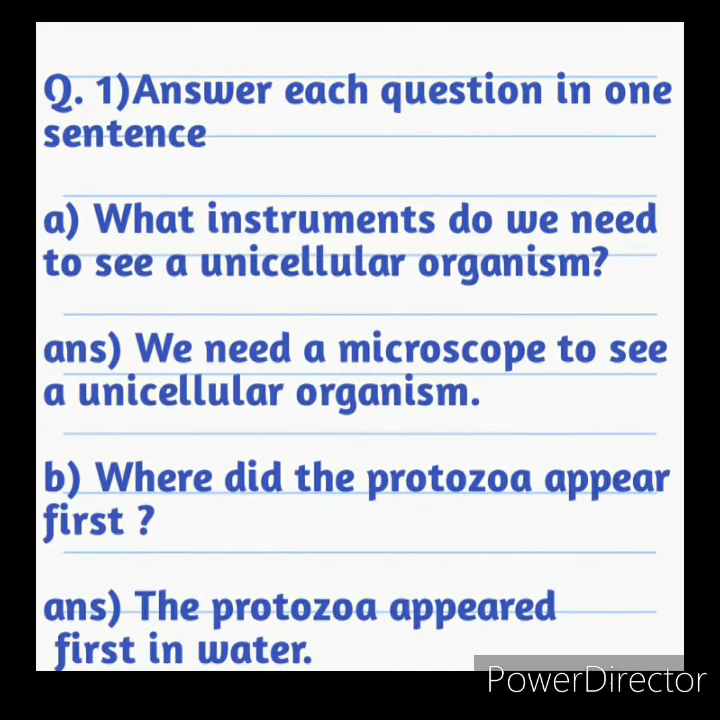 Q. 1)Answer each question in one
sentence
a) What instruments do we need
to see a unicellular organism?
ans) We need a microscope to see
a unicellular organism.
b) Where did the protozoa appear
first ?
ans) The protozoa appeared
first in water.
PowerDirector